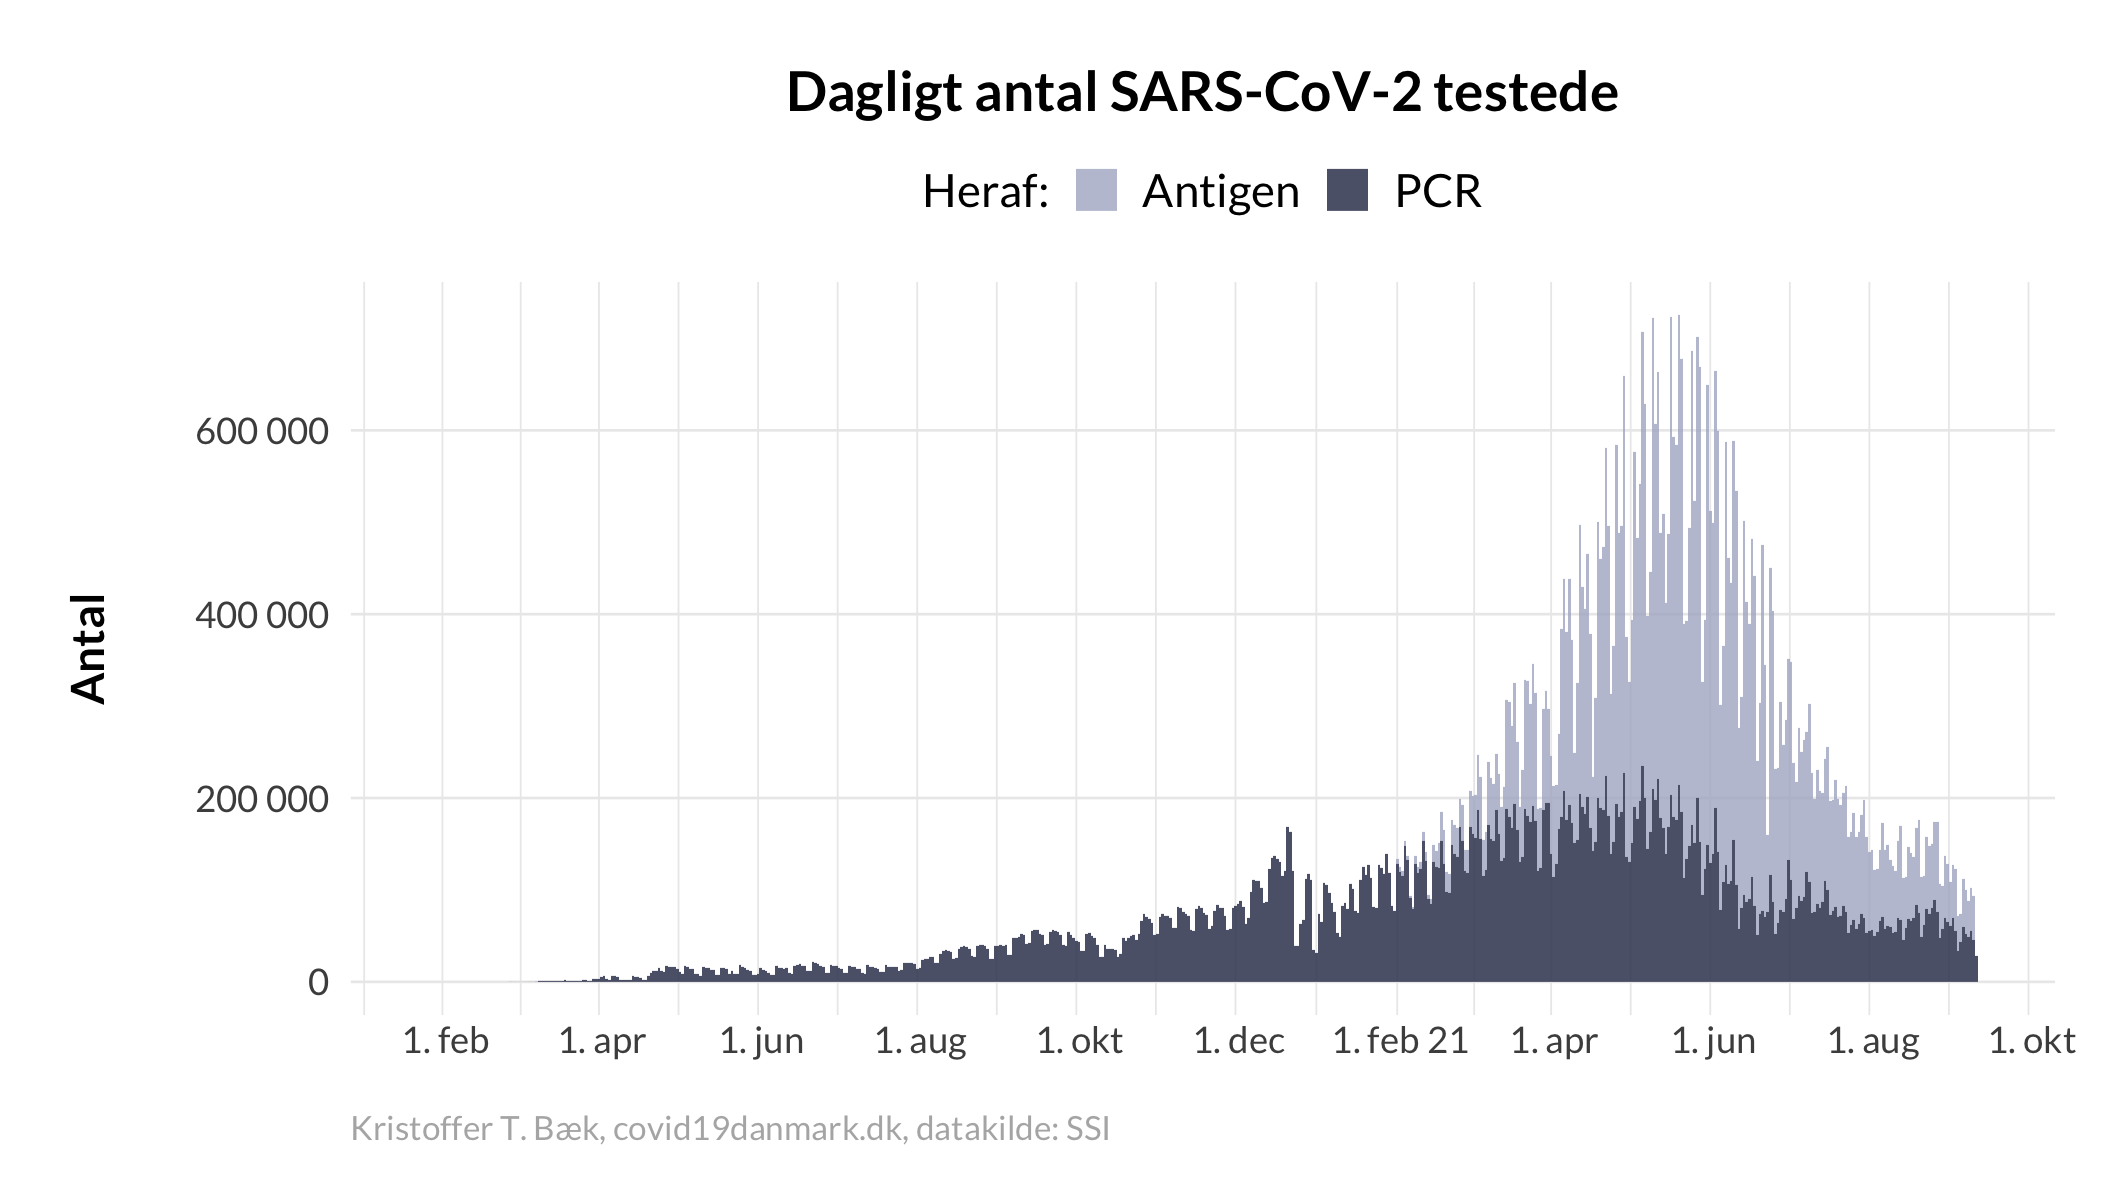 Dagligt antal SARS-CoV-2 testede
Heraf: Antigen PCR
Antal
600 000
400 000
200 000
0
1. feb 1. apr 1. jun 1. aug 1. okt 1. dec 1. feb 21 1. apr 1. jun 1. aug 1. okt
Kristoffer T. Bæk, covid19danmark.dk, datakilde: SSI